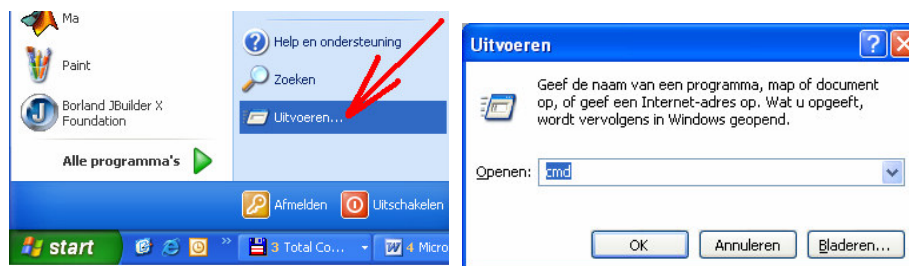 Ma
Paint
Borland JBuilder X
Foundation
Alle programma's
Help en ondersteuning
Zoeken
Uitvoeren...
Afmelden
Uitschakelen
start
3 Total Co...
4 Micro
Uitvoeren
Geef de naam van een programma, map of document
op, of geef een Internet-adres op. Wat u opgeeft,
wordt vervolgens in Windows geopend.
Openen: cmd
OK Annuleren Bladeren...